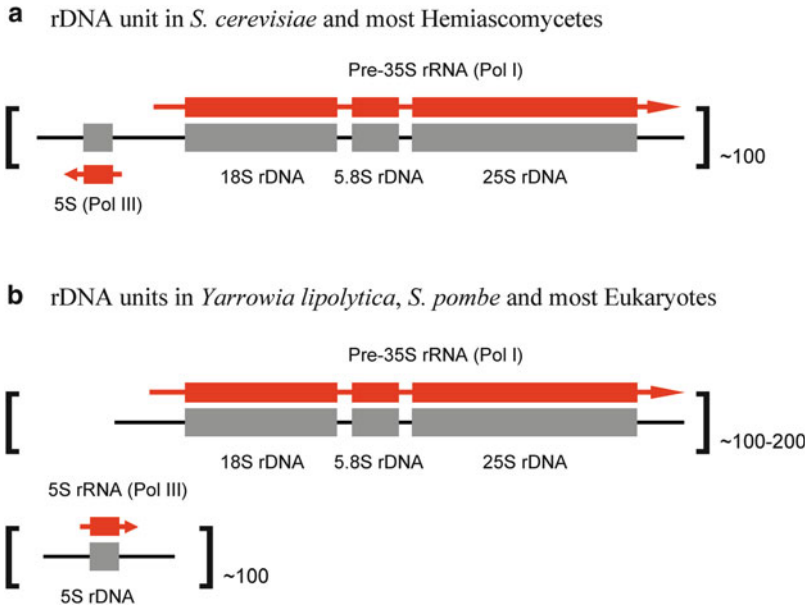 a rDNA unit in S. cerevisiae and most Hemiascomycetes
Pre-35S rRNA (Pol I)
18S rDNA 5.8S rDNA 25S rDNA
~100
5S (Pol III)
b rDNA units in Yarrowia lipolytica, S. pombe and most Eukaryotes
Pre-35S rRNA (Pol I)
18S rDNA 5.8S rDNA 25S rDNA
~100-200
5S rRNA (Pol III)
~100
5S rDNA